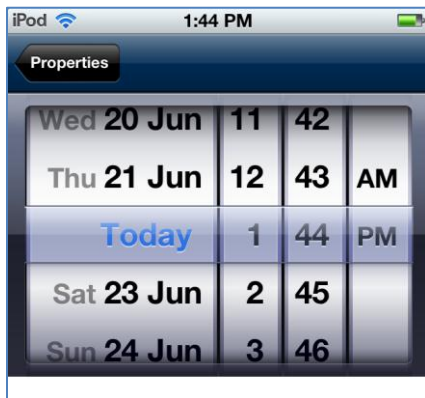 iPod 1:44 PM
Properties
Wed 20 Jun 11 42
Thu 21 Jun 12 43 AM
Today 1 44 PM
Sat 23 Jun 2 45
Sun 24 Jun 3 46